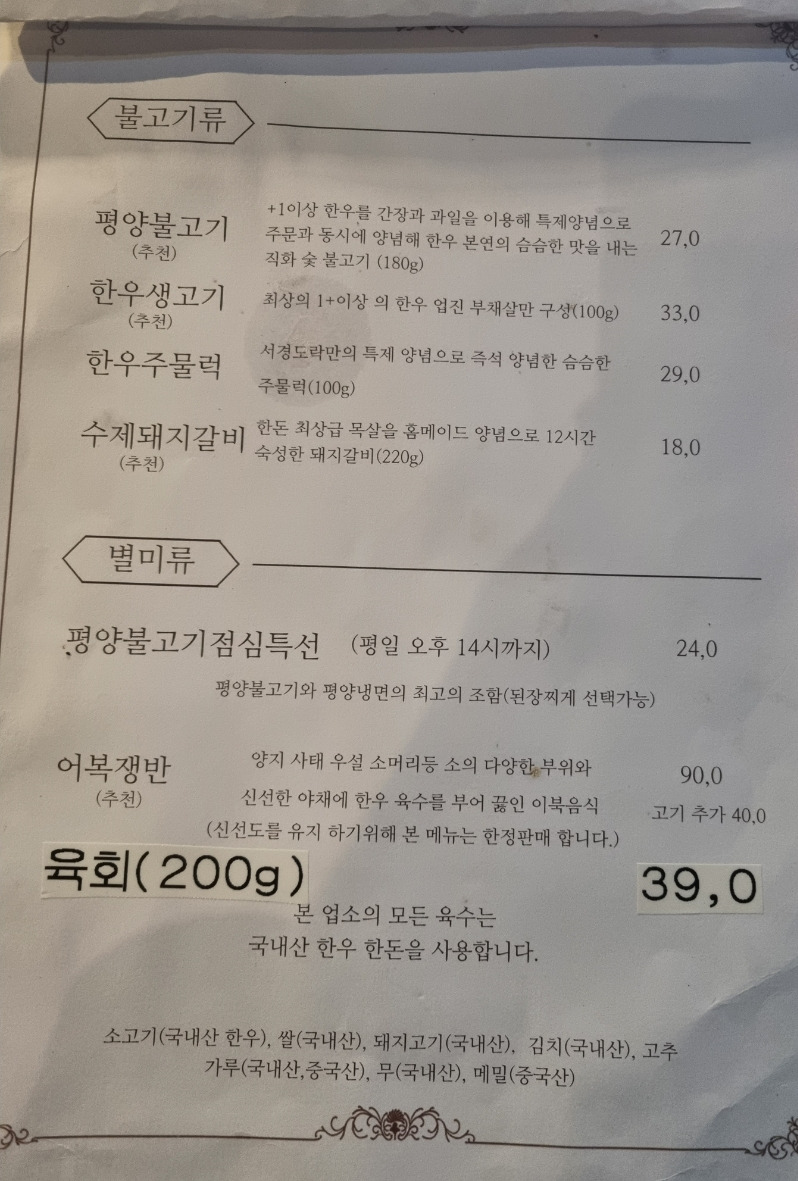 불고기류
평양불고기
(추천)
+1이상 한우를 간장과 과일을 이용해 특제양념으로
주문과 동시에 양념해 한우 본연의 슴슴한 맛을 내는
직화 숯 불고기 (180g)
27,0
한우생고기
(추천)
최상의 1+이상 의 한우 업진 부채살만 구성(100g)
33,0
한우주물럭
서경도락만의 특제 양념으로 즉석 양념한 슴슴한
주물럭(100g)
29,0
수제돼지갈비
(추천)
한돈 최상급 목살을 홈메이드 양념으로 12시간
숙성한 돼지갈비(220g)
18,0
별미류
평양불고기점심특선 (평일 오후 14시까지)
24,0
평양불고기와 평양냉면의 최고의 조합(된장찌게 선택가능)
어복쟁반
(추천)
양지 사태 우설 소머리등 소의 다양한 부위와
신선한 야채에 한우 육수를 부어 끓인 이북음식
(신선도를 유지 하기위해 본 메뉴는 한정판매 합니다.)
90,0
고기 추가 40,0
육회(200g)
39,0
본 업소의 모든 육수는
국내산 한우 한돈을 사용합니다.
소고기(국내산 한우), 쌀(국내산), 돼지고기(국내산), 김치(국내산), 고추
가루(국내산,중국산), 무(국내산), 메밀(중국산)